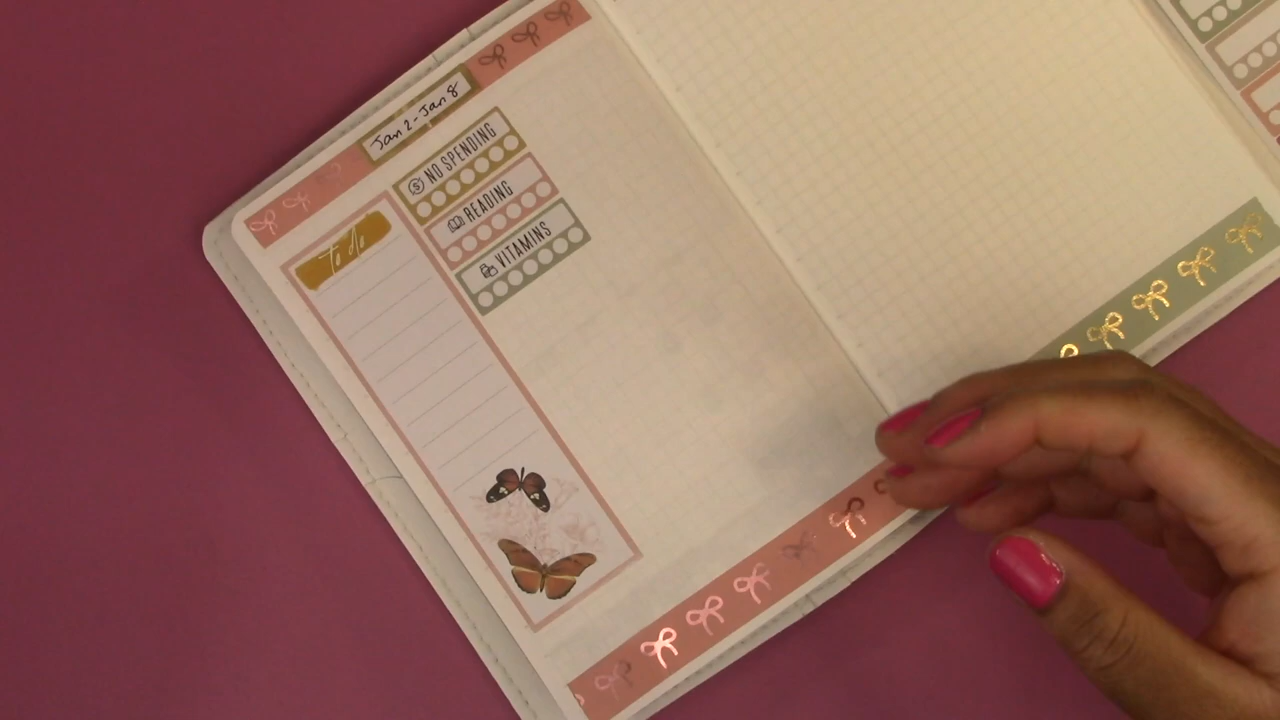 Jan 2 - Jan 8
NO SPENDING
READING
VITAMINS
to do